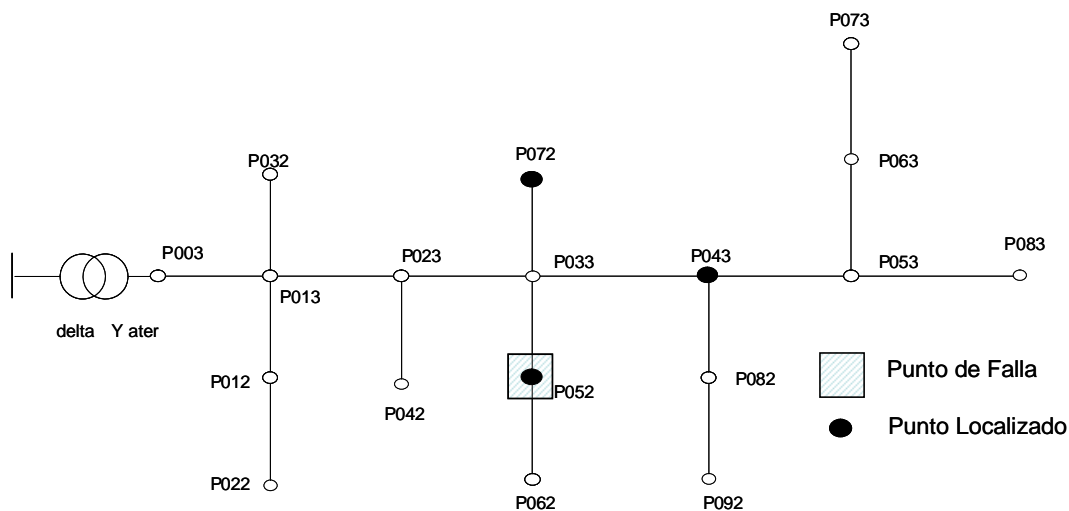 P073
P032
P072
P063
P003
P023
P033
P043
P053
P083
P013
delta Y ater
P012
P042
P052
P082
Punto de Falla
Punto Localizado
P022
P062
P092